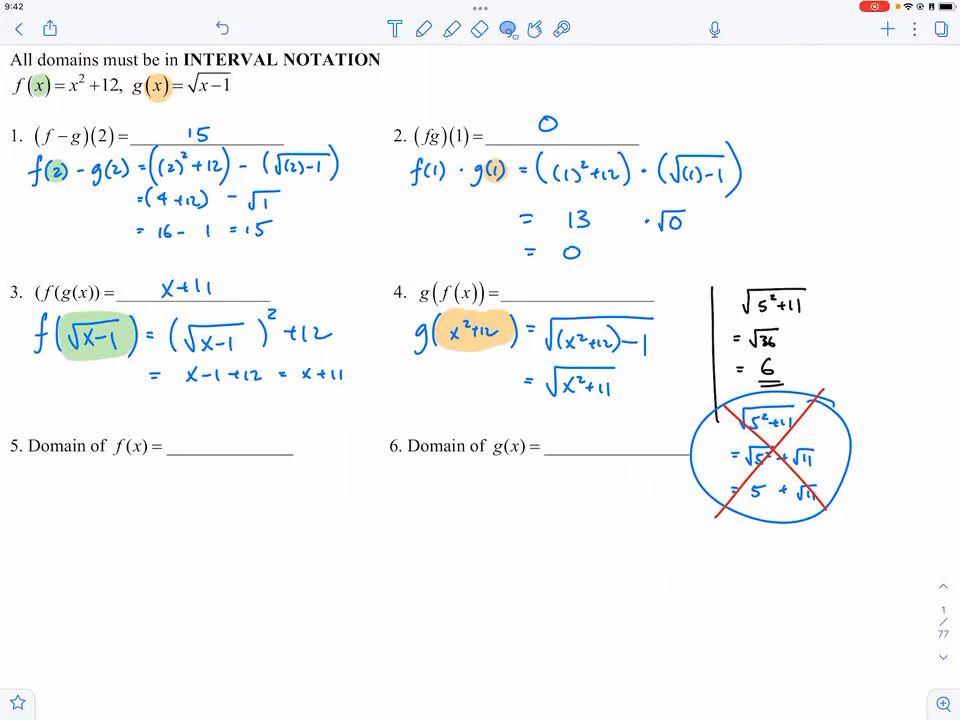 9:42
All domains must be in INTERVAL NOTATION
f(x) = x² + 12, g(x) = √(x−1)
1. (f − g)(2) = 15
f(2) - g(2) = ((2)² + 12) - (√((2)-1))
= (4+12) - √1
= 16 - 1 = 15
2. (fg)(1) = 0
f(1) · g(1) = ((1)² + 12) · (√((1)-1))
= 13 · √0
= 0
3. (f(g(x)) = x+11
f(√(x-1)) = (√(x-1))² + 12
= x-1+12 = x+11
4. g(f(x)) =
g(x²+12) = √((x²+12)-1)
= √(x²+11)
√(5²+11)
= √36
= 6
√(5²+11)
= √5² + √11
= 5 + √11
5. Domain of f(x) =
6. Domain of g(x) =
1
/
77